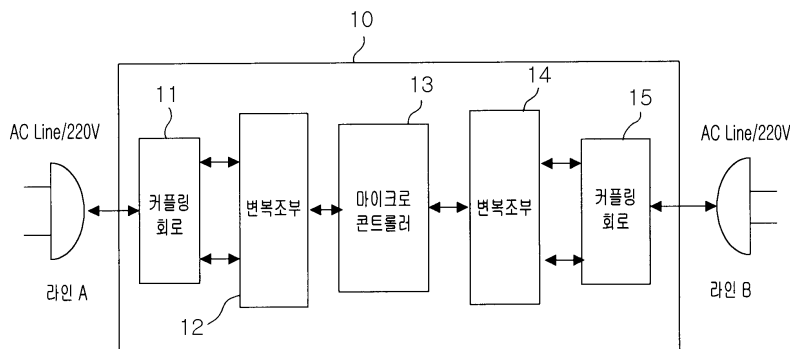 10
11
12
13
14
15
AC Line/220V
커플링
회로
변복조부
마이크로
콘트롤러
변복조부
커플링
회로
AC Line/220V
라인 A
라인 B